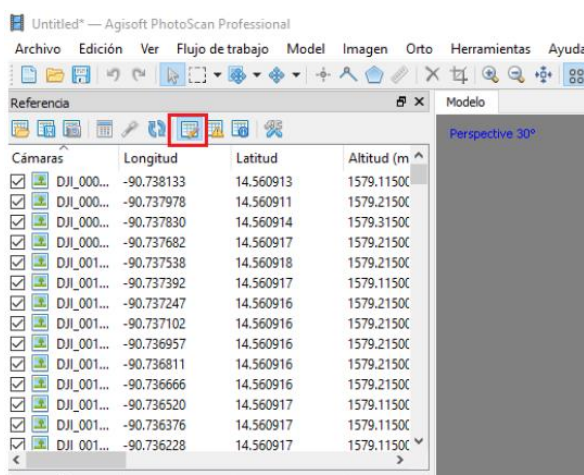 Untitled* — Agisoft PhotoScan Professional
Archivo Edición Ver Flujo de trabajo Model Imagen Orto Herramientas Ayuda
Referencia
Modelo
Perspective 30°
Cámaras Longitud Latitud Altitud (m
DJI_000... -90.738133 14.560913 1579.11500
DJI_000... -90.737978 14.560911 1579.21500
DJI_000... -90.737830 14.560914 1579.31500
DJI_000... -90.737682 14.560917 1579.21500
DJI_001... -90.737538 14.560918 1579.21500
DJI_001... -90.737392 14.560917 1579.11500
DJI_001... -90.737247 14.560916 1579.21500
DJI_001... -90.737102 14.560916 1579.21500
DJI_001... -90.736957 14.560916 1579.21500
DJI_001... -90.736811 14.560916 1579.21500
DJI_001... -90.736666 14.560916 1579.21500
DJI_001... -90.736520 14.560917 1579.11500
DJI_001... -90.736376 14.560917 1579.11500
DJI_001... -90.736228 14.560917 1579.11500